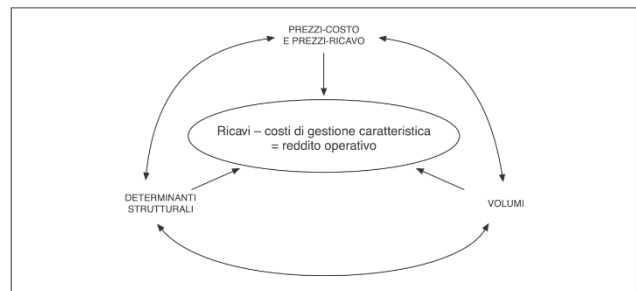 PREZZI-COSTO
E PREZZI-RICAVO
Ricavi – costi di gestione caratteristica
= reddito operativo
DETERMINANTI
STRUTTURALI
VOLUMI